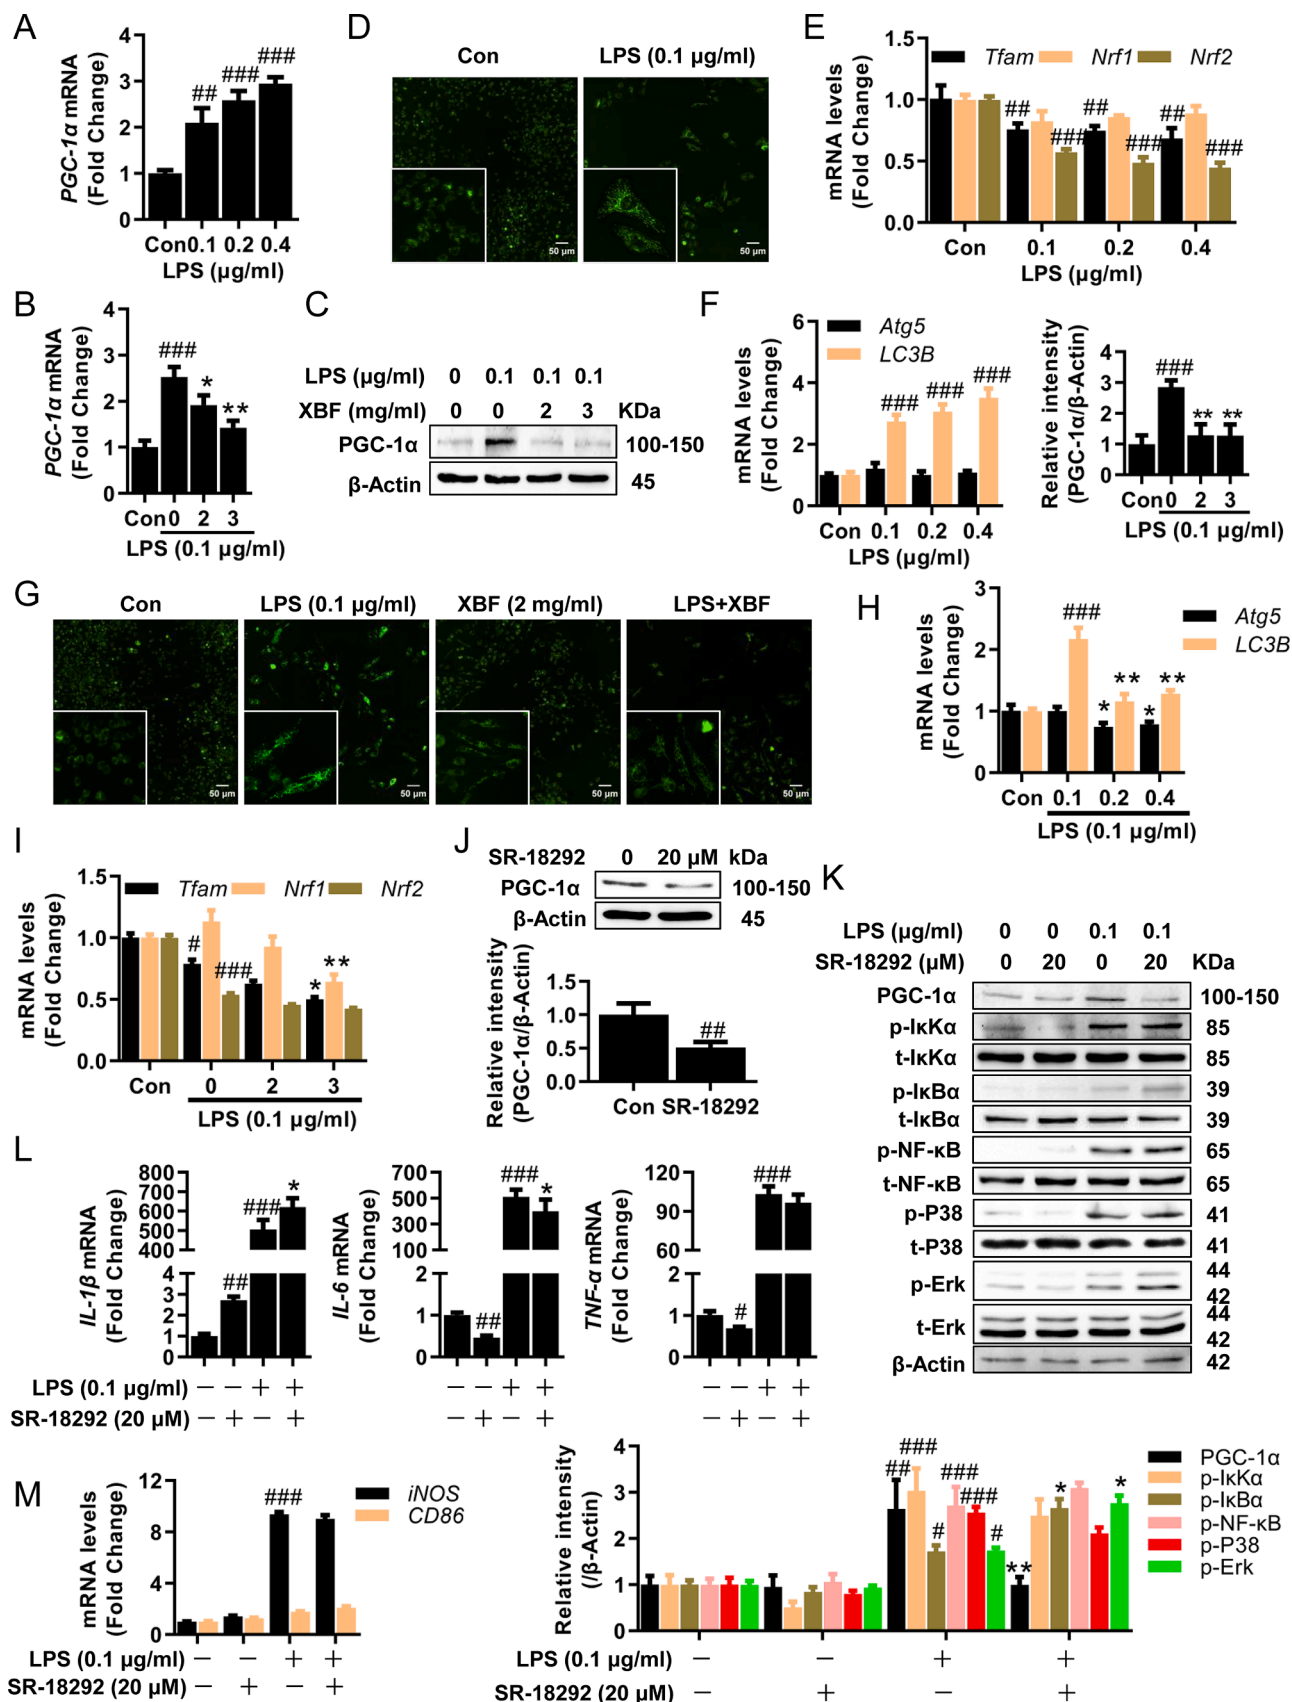 A
PGC-1α mRNA
(Fold Change)
4
3
2
1
0
##
###
###
Con 0.1 0.2 0.4
LPS (μg/ml)
D
Con
LPS (0.1 μg/ml)
50 μm
50 μm
E
mRNA levels
(Fold Change)
1.5
1.0
0.5
0.0
Tfam Nrf1 Nrf2
## ## ##
### ### ###
Con 0.1 0.2 0.4
LPS (μg/ml)
B
PGC-1α mRNA
(Fold Change)
4
3
2
1
0
###
*
**
Con 0 2 3
LPS (0.1 μg/ml)
C
LPS (μg/ml) 0 0.1 0.1 0.1
XBF (mg/ml) 0 0 2 3 KDa
PGC-1α 100-150
β-Actin 45
F
mRNA levels
(Fold Change)
6
4
2
0
Atg5
LC3B
### ### ###
Con 0.1 0.2 0.4
LPS (μg/ml)
Relative intensity
(PGC-1α/β-Actin)
4
3
2
1
0
###
** **
Con 0 2 3
LPS (0.1 μg/ml)
G
Con
LPS (0.1 μg/ml)
XBF (2 mg/ml)
LPS+XBF
50 μm
50 μm
50 μm
50 μm
H
mRNA levels
(Fold Change)
3
2
1
0
###
* ** * **
Atg5
LC3B
Con 0.1 0.2 0.4
LPS (0.1 μg/ml)
I
mRNA levels
(Fold Change)
1.5
1.0
0.5
0.0
Tfam Nrf1 Nrf2
# ### * **
Con 0 2 3
LPS (0.1 μg/ml)
J
SR-18292 0 20 μM kDa
PGC-1α 100-150
β-Actin 45
Relative intensity
(PGC-1α/β-Actin)
1.5
1.0
0.5
0.0
##
Con SR-18292
K
LPS (μg/ml) 0 0 0.1 0.1
SR-18292 (μM) 0 20 0 20 KDa
PGC-1α 100-150
p-IκKα 85
t-IκKα 85
p-IκBα 39
t-IκBα 39
p-NF-κB 65
t-NF-κB 65
p-P38 41
t-P38 41
p-Erk 44
42
t-Erk 44
42
β-Actin 42
L
IL-1β mRNA
(Fold Change)
800
700
600
500
400
4
3
2
1
0
## ### *
IL-6 mRNA
(Fold Change)
700
500
300
100
2
1
0
## ### *
TNF-α mRNA
(Fold Change)
120
90
60
2
1
0
# ###
LPS (0.1 μg/ml) − − + + − − + + − − + +
SR-18292 (20 μM) − + − + − + − + − + − +
M
mRNA levels
(Fold Change)
12
8
4
0
###
iNOS
CD86
LPS (0.1 μg/ml) − − + +
SR-18292 (20 μM) − + − +
Relative intensity
(/β-Actin)
4
3
2
1
0
## ### # ### ### #
** * *
PGC-1α
p-IκKα
p-IκBα
p-NF-κB
p-P38
p-Erk
LPS (0.1 μg/ml) − − + +
SR-18292 (20 μM) − + − +